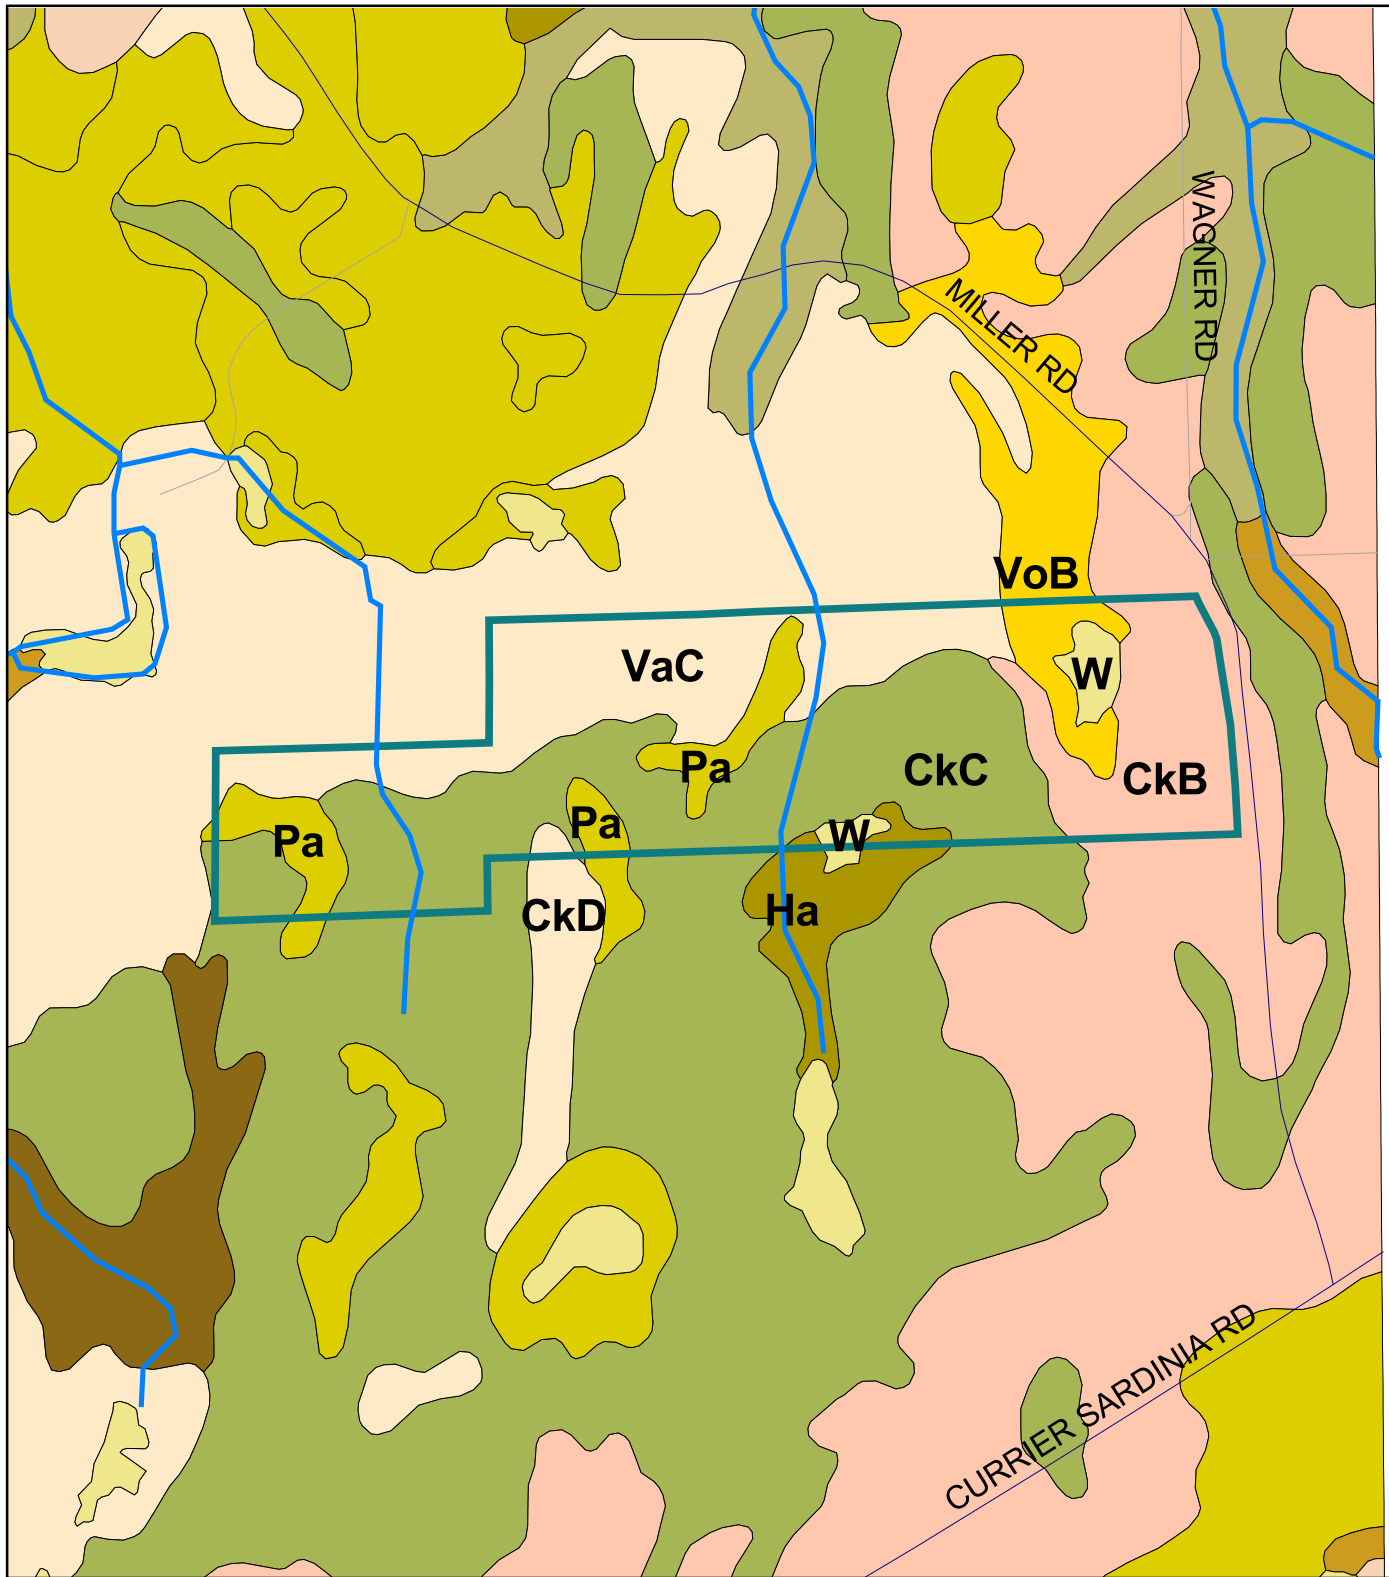 WAGNER RD
MILLER RD
VoB
VaC
W
Pa
CkC
CkB
Pa
Pa
W
CkD
Ha
CURRIER SARDINIA RD